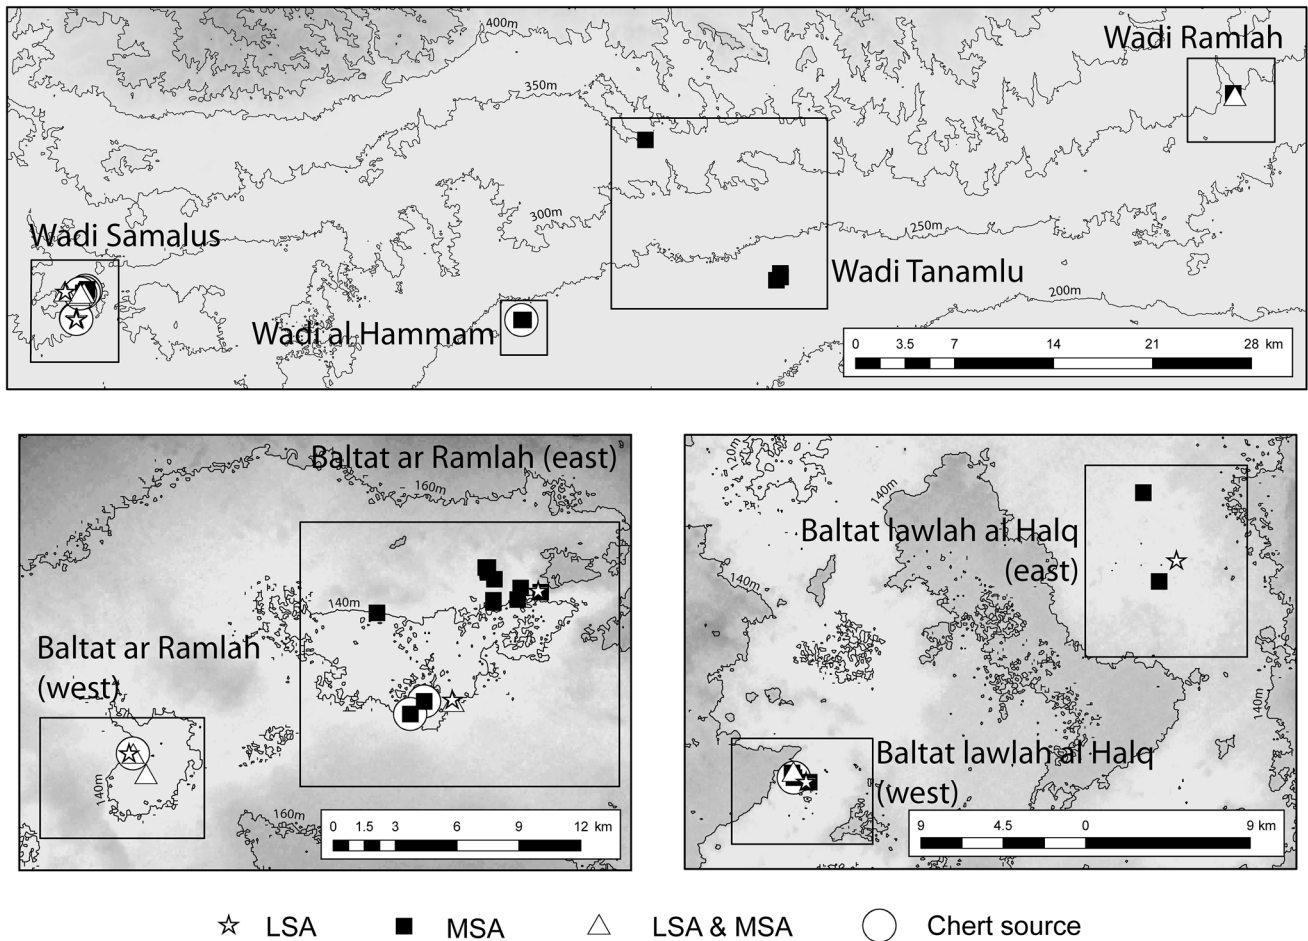 400m
Wadi Ramlah
350m
300m
250m
Wadi Samalus
Wadi Tanamlu
200m
Wadi al Hammam
0 3.5 7 14 21 28 km
Baltat ar Ramlah (east)
160m
140m
Baltat ar Ramlah
(west)
140m
160m
0 1.5 3 6 9 12 km
120m
140m
Baltat lawlah al Halq
(east)
140m
140m
Baltat lawlah al Halq
(west)
9 4.5 0 9 km
LSA MSA LSA & MSA Chert source